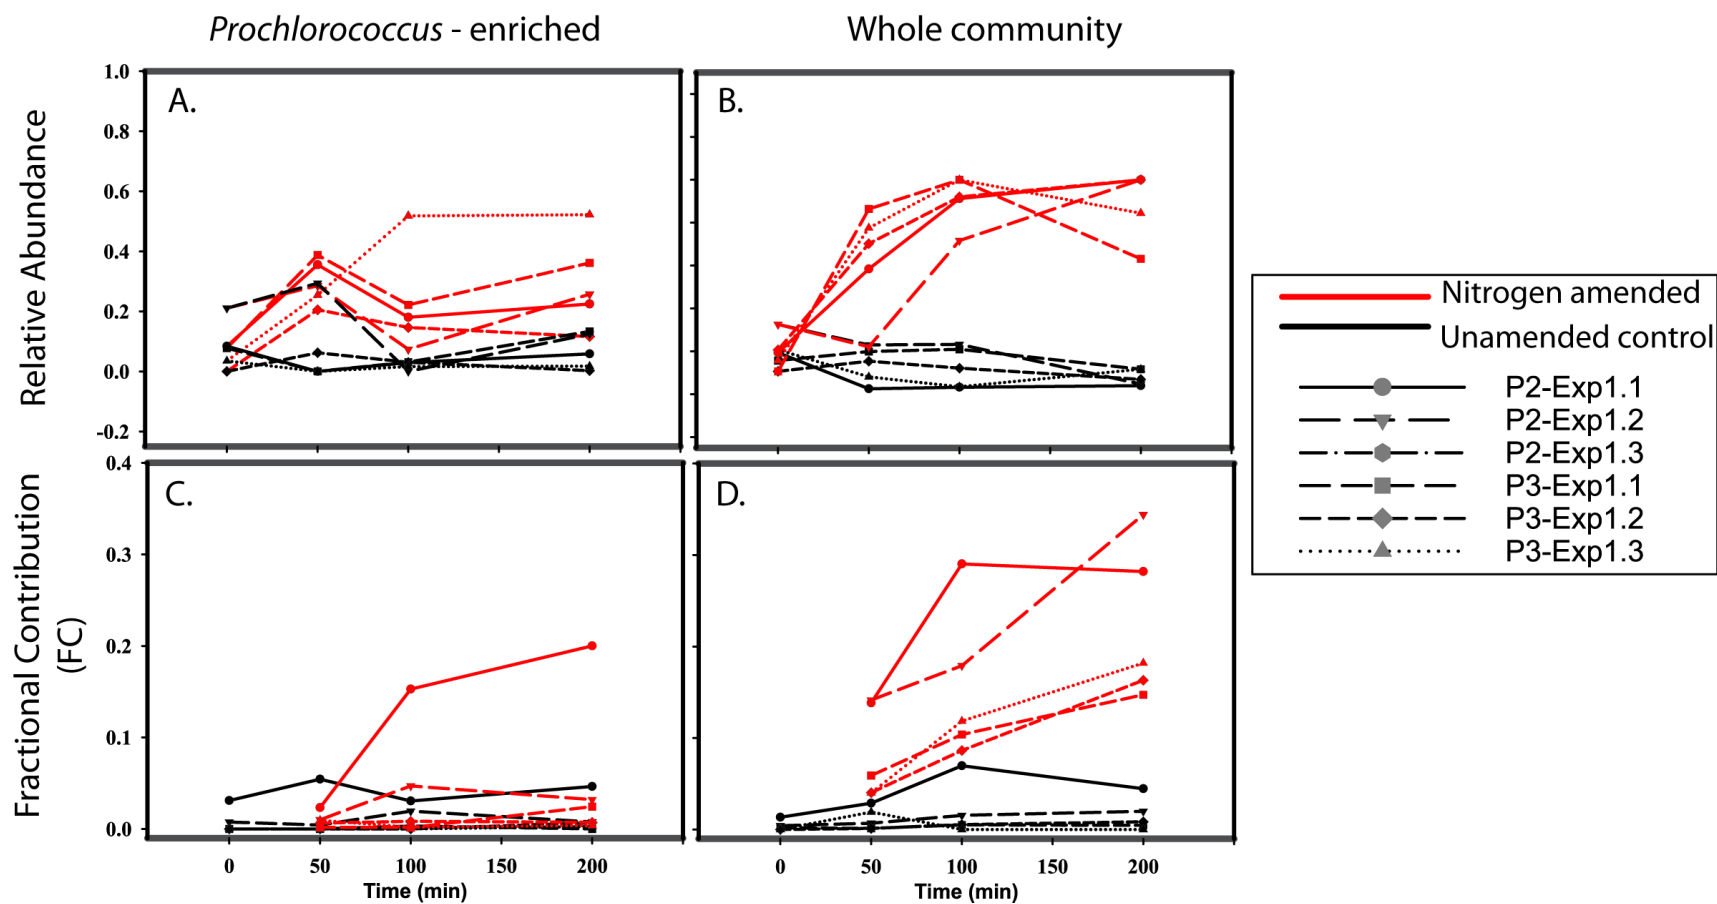 Prochlorococcus - enriched
Whole community
Relative Abundance
A.
1.0
0.8
0.6
0.4
0.2
0.0
-0.2
B.
Fractional Contribution
(FC)
C.
0.4
0.3
0.2
0.1
0.0
D.
0 50 100 150 200
Time (min)
0 50 100 150 200
Time (min)
Nitrogen amended
Unamended control
P2-Exp1.1
P2-Exp1.2
P2-Exp1.3
P3-Exp1.1
P3-Exp1.2
P3-Exp1.3